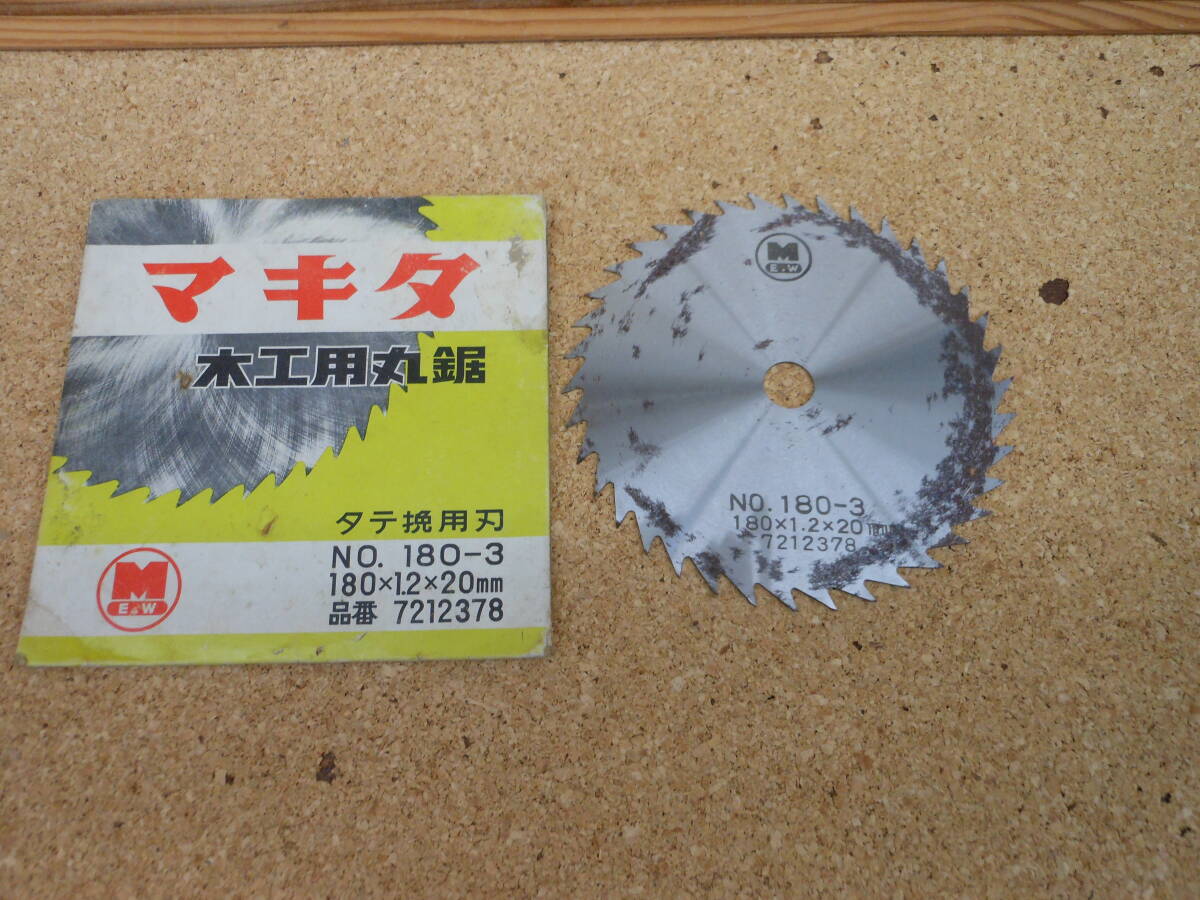 マキタ
木工用丸鋸
タテ挽用刃
NO. 180-3
180×1.2×20mm
品番 7212378
M
E&W
M
E&W
NO. 180-3
180×1.2×20mm
7212378